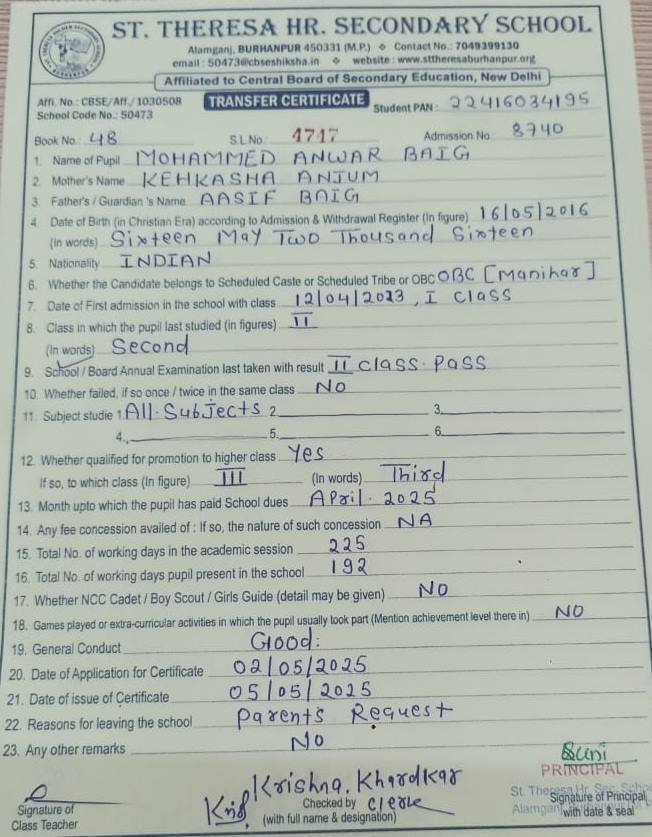 ST. THERESA HR. SECONDARY SCHOOL
Alamganj, BURHANPUR 450331 (M.P.) ❖ Contact No.: 7049399130
email : 50473@cbseshiksha.in ❖ website : www.sttheresaburhanpur.org
Affiliated to Central Board of Secondary Education, New Delhi
Affi. No.: CBSE/Aff./1030508 TRANSFER CERTIFICATE Student PAN : 22416034195
School Code No.: 50473
Book No.: 48 S L No. 4717 Admission No 8740
1. Name of Pupil MOHAMMED ANWAR BAIG
2. Mother's Name KEHKASHA ANJUM
3. Father's / Guardian 's Name AASIF BAIG
4. Date of Birth (in Christian Era) according to Admission & Withdrawal Register (In figure) 16/05/2016
(in words) Sixteen May Two Thousand Sixteen
5. Nationality INDIAN
6. Whether the Candidate belongs to Scheduled Caste or Scheduled Tribe or OBC OBC [Manihar]
7. Date of First admission in the school with class 12/04/2023, I Class
8. Class in which the pupil last studied (in figures) II
(In words) Second
9. School / Board Annual Examination last taken with result II class. pass
10. Whether failed, if so once / twice in the same class NO
11. Subject studie 1. All. Subjects 2. 3.
4. 5. 6.
12. Whether qualified for promotion to higher class Yes
If so, to which class (In figure) III (In words) Third
13. Month upto which the pupil has paid School dues April. 2025
14. Any fee concession availed of : If so, the nature of such concession NA
15. Total No. of working days in the academic session 225
16. Total No. of working days pupil present in the school 192
17. Whether NCC Cadet / Boy Scout / Girls Guide (detail may be given) NO
18. Games played or extra-curricular activities in which the pupil usually took part (Mention achievement level there in) NO
19. General Conduct Good.
20. Date of Application for Certificate 02/05/2025
21. Date of issue of Certificate 05/05/2025
22. Reasons for leaving the school Parents Request
23. Any other remarks NO
PRINCIPAL
Krishna. Khardkar
St. Theresa Hr. Sec. School
Signature of Checked by Clerk Signature of Principal
Class Teacher (with full name & designation) Alamganj with date & seal